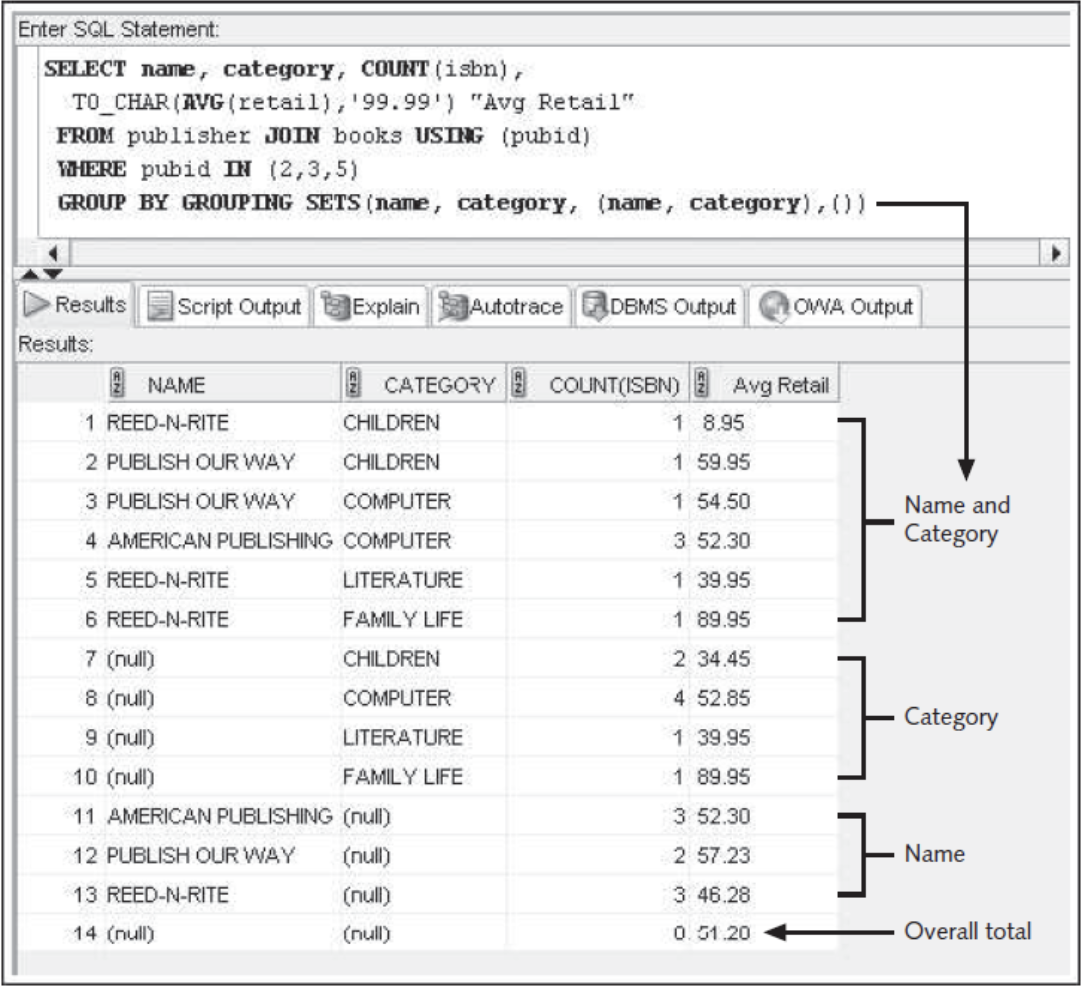 Enter SQL Statement:
SELECT name, category, COUNT(isbn),
TO_CHAR(AVG(retail),'99.99') "Avg Retail"
FROM publisher JOIN books USING (pubid)
WHERE pubid IN (2,3,5)
GROUP BY GROUPING SETS(name, category, (name, category),())
Results Script Output Explain Autotrace DBMS Output OWA Output
Results:
NAME CATEGORY COUNT(ISBN) Avg Retail
1 REED-N-RITE CHILDREN 1 8.95
2 PUBLISH OUR WAY CHILDREN 1 59.95
3 PUBLISH OUR WAY COMPUTER 1 54.50
Name and
Category
4 AMERICAN PUBLISHING COMPUTER 3 52.30
5 REED-N-RITE LITERATURE 1 39.95
6 REED-N-RITE FAMILY LIFE 1 89.95
7 (null) CHILDREN 2 34.45
8 (null) COMPUTER 4 52.85
Category
9 (null) LITERATURE 1 39.95
10 (null) FAMILY LIFE 1 89.95
11 AMERICAN PUBLISHING (null) 3 52.30
12 PUBLISH OUR WAY (null) 2 57.23 Name
13 REED-N-RITE (null) 3 46.28
14 (null) (null) 0 51.20 Overall total